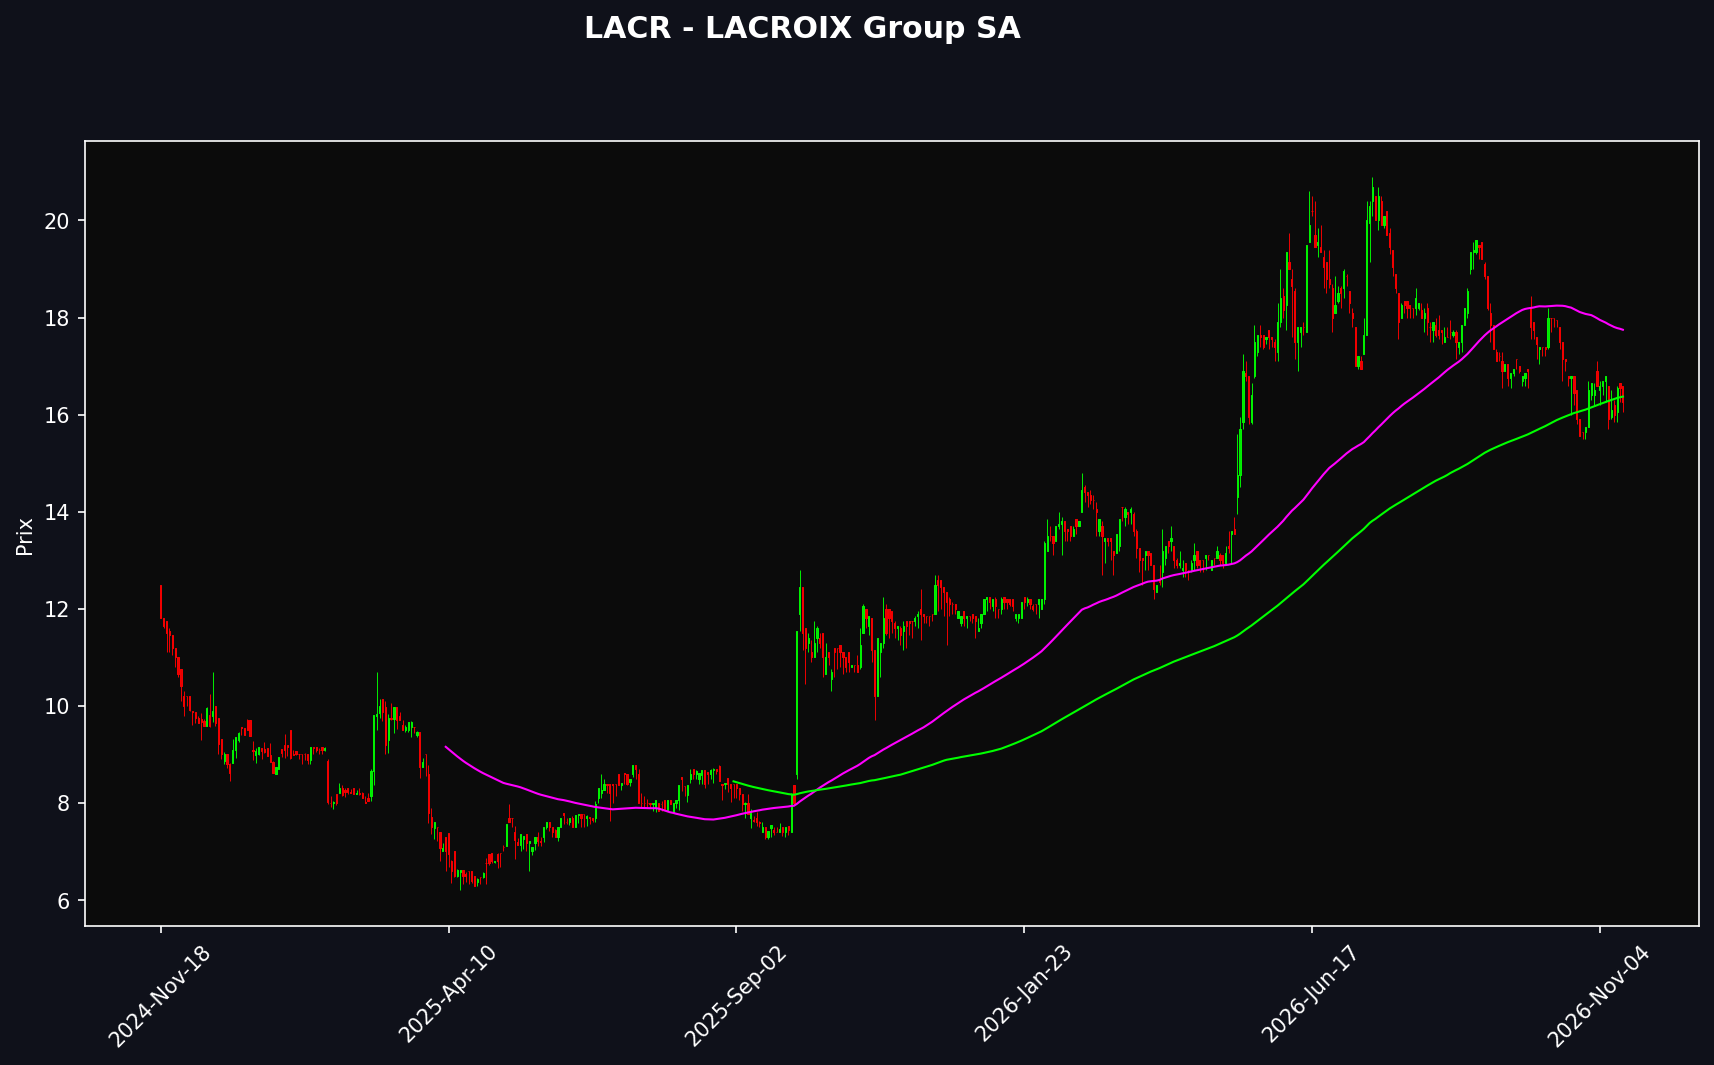 LACR - LACROIX Group SA
Prix
20
18
16
14
12
10
8
6
2024-Nov-18
2025-Apr-10
2025-Sep-02
2026-Jan-23
2026-Jun-17
2026-Nov-04